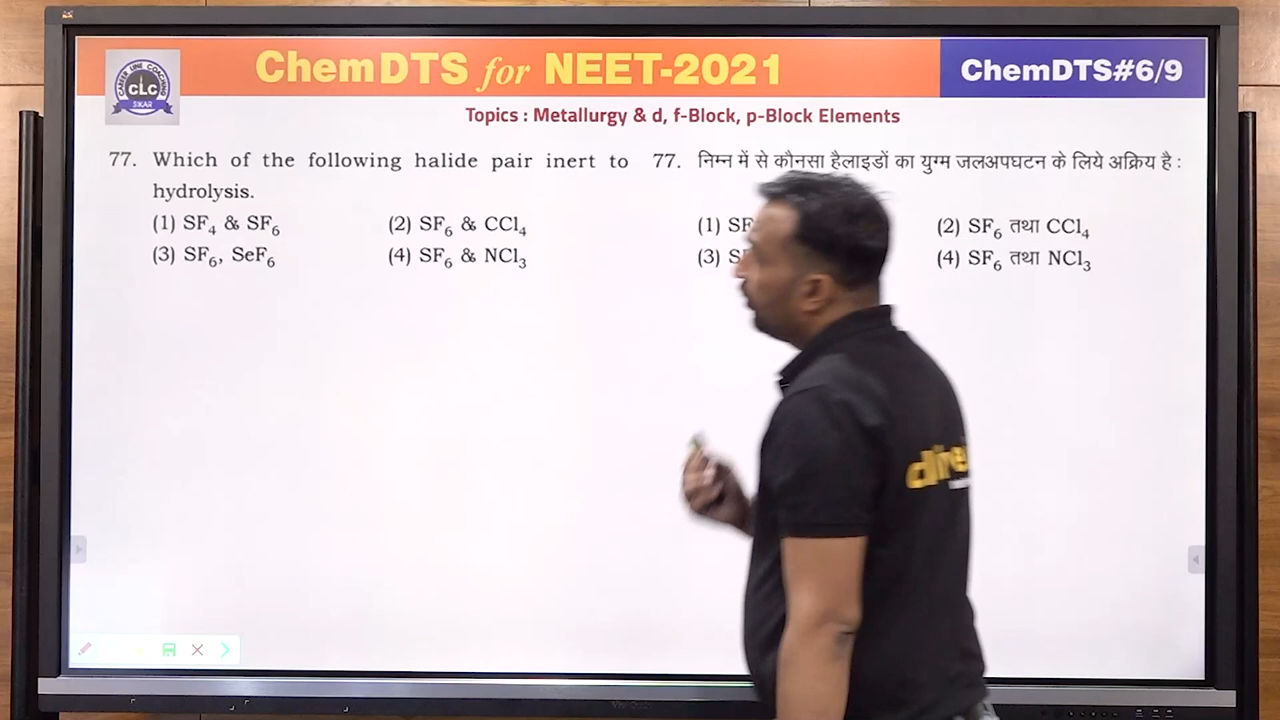 ChemDTS for NEET-2021
ChemDTS#6/9
CAREER LINE COACHING
CLC
SIKAR
Topics : Metallurgy & d, f-Block, p-Block Elements
77. Which of the following halide pair inert to
hydrolysis.
(1) SF₄ & SF₆ (2) SF₆ & CCl₄
(3) SF₆, SeF₆ (4) SF₆ & NCl₃
77. निम्न में से कौनसा हैलाइडों का युग्म जलअपघटन के लिये अक्रिय है :
(1) SF (2) SF₆ तथा CCl₄
(3) S (4) SF₆ तथा NCl₃